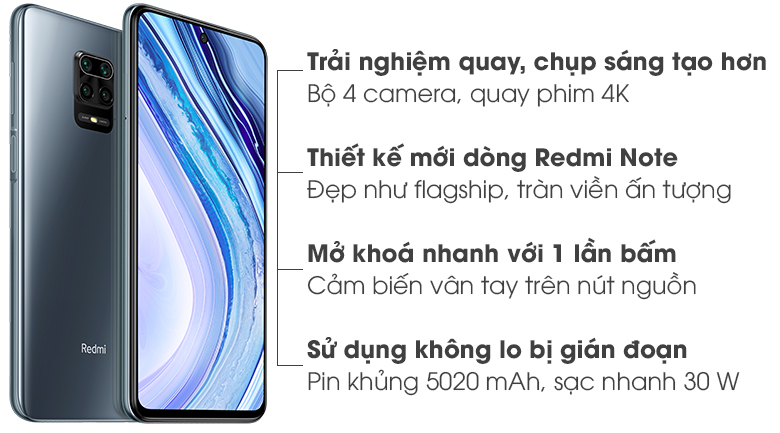 Redmi
Trải nghiệm quay, chụp sáng tạo hơn
Bộ 4 camera, quay phim 4K
Thiết kế mới dòng Redmi Note
Đẹp như flagship, tràn viền ấn tượng
Mở khoá nhanh với 1 lần bấm
Cảm biến vân tay trên nút nguồn
Sử dụng không lo bị gián đoạn
Pin khủng 5020 mAh, sạc nhanh 30 W